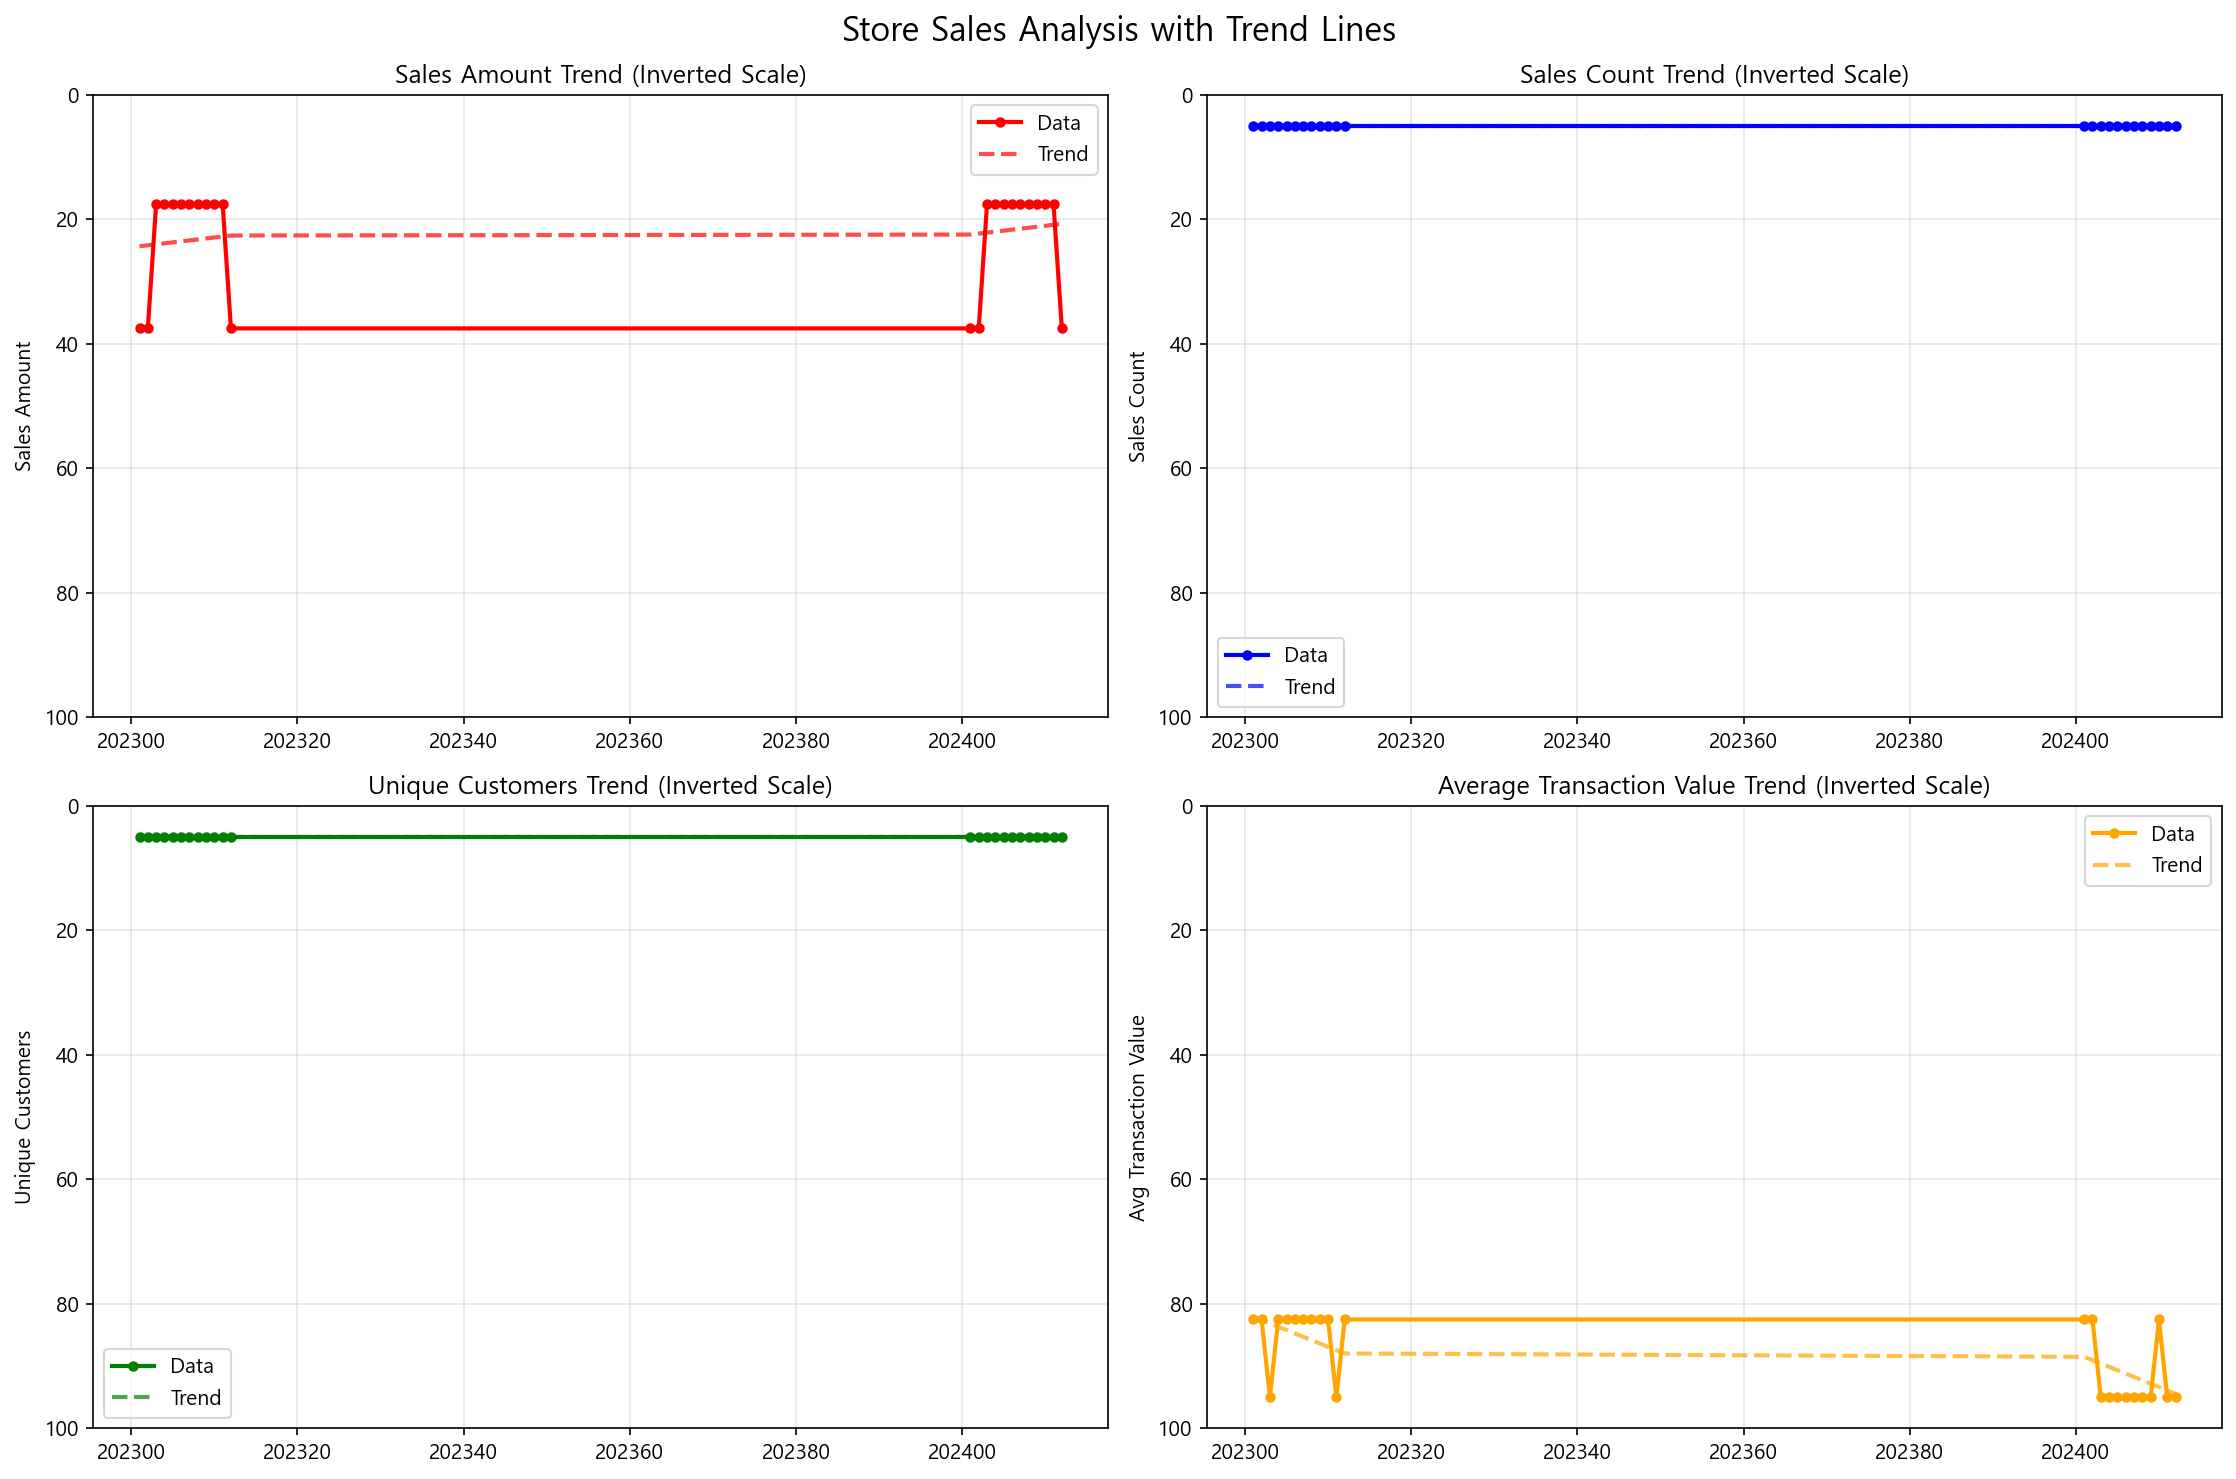 Store Sales Analysis with Trend Lines
Sales Amount Trend (Inverted Scale)
Sales Amount
0
20
40
60
80
100
202300
202320
202340
202360
202380
202400
Data
Trend
Sales Count Trend (Inverted Scale)
Sales Count
0
20
40
60
80
100
202300
202320
202340
202360
202380
202400
Data
Trend
Unique Customers Trend (Inverted Scale)
Unique Customers
0
20
40
60
80
100
202300
202320
202340
202360
202380
202400
Data
Trend
Average Transaction Value Trend (Inverted Scale)
Avg Transaction Value
0
20
40
60
80
100
202300
202320
202340
202360
202380
202400
Data
Trend